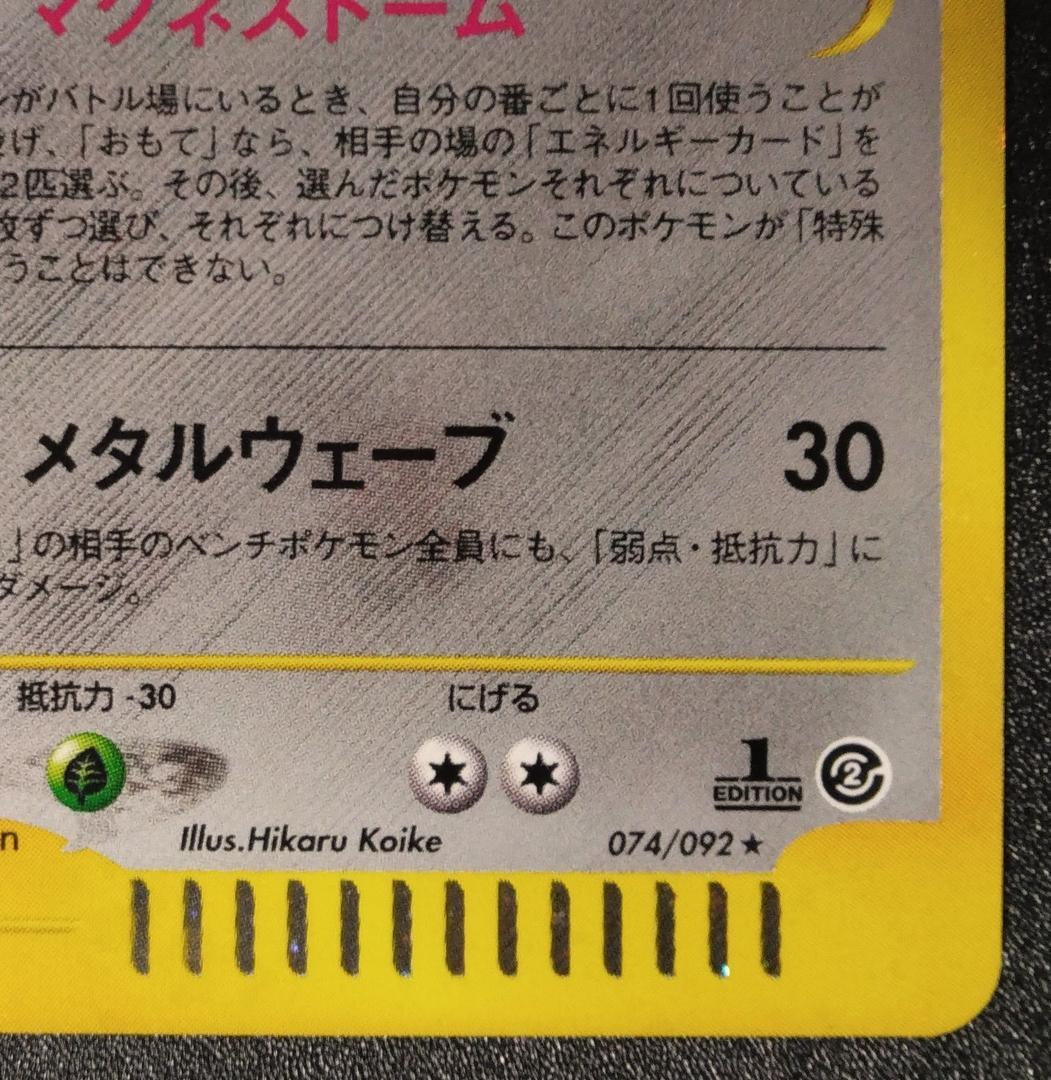 マグネストーム
がバトル場にいるとき、自分の番ごとに1回使うことが
げ、「おもて」なら、相手の場の「エネルギーカード」を
2匹選ぶ。その後、選んだポケモンそれぞれについている
枚ずつ選び、それぞれにつけ替える。このポケモンが「特殊
うことはできない。
メタルウェーブ 30
」の相手のベンチポケモン全員にも、「弱点・抵抗力」に
ダメージ。
抵抗力 -30 にげる
1 EDITION 2
n Illus.Hikaru Koike 074/092 ★